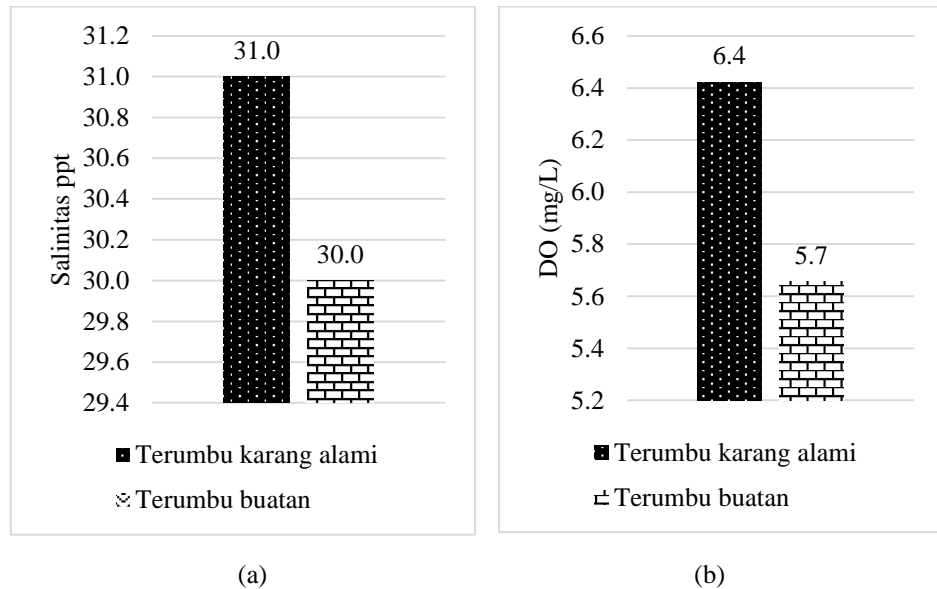 31.2
31.0
30.8
30.6
30.4
30.2
30.0
29.8
29.6
29.4
Salinitas ppt
31.0
30.0
Terumbu karang alami
Terumbu buatan
(a)
6.6
6.4
6.2
6.0
5.8
5.6
5.4
5.2
DO (mg/L)
6.4
5.7
Terumbu karang alami
Terumbu buatan
(b)